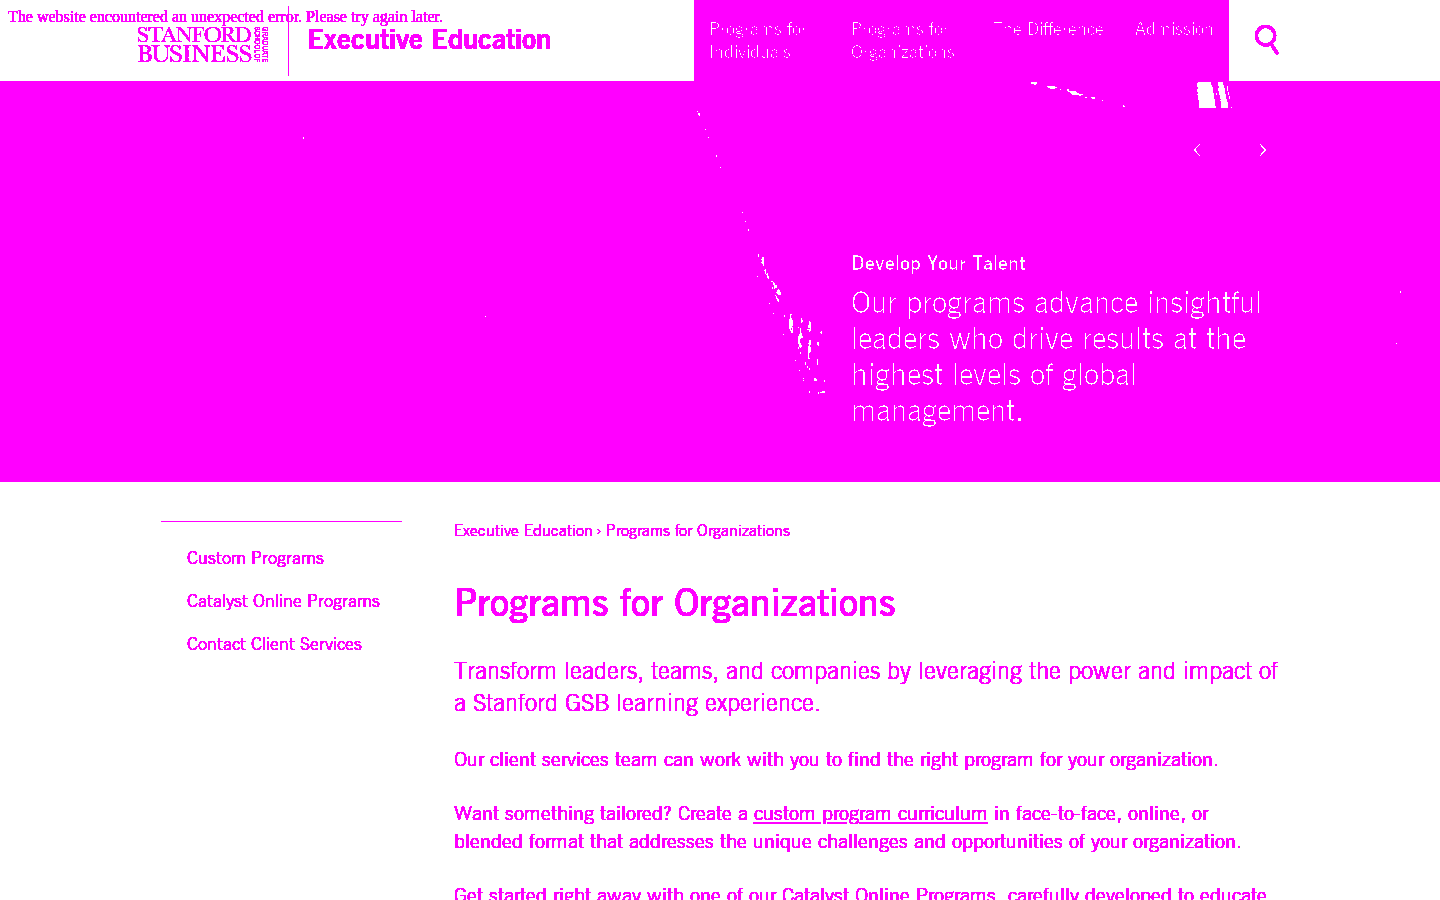 The website encountered an unexpected error. Please try again later.
STANFORD
BUSINESS
GRADUATE
SCHOOL OF
Executive Education
Programs for
Individuals
Programs for
Organizations
The Difference
Admission
Develop Your Talent
Our programs advance insightful
leaders who drive results at the
highest levels of global
management.
Custom Programs
Catalyst Online Programs
Contact Client Services
Executive Education › Programs for Organizations
Programs for Organizations
Transform leaders, teams, and companies by leveraging the power and impact of
a Stanford GSB learning experience.
Our client services team can work with you to find the right program for your organization.
Want something tailored? Create a custom program curriculum in face-to-face, online, or
blended format that addresses the unique challenges and opportunities of your organization.
Get started right away with one of our Catalyst Online Programs, carefully developed to educate